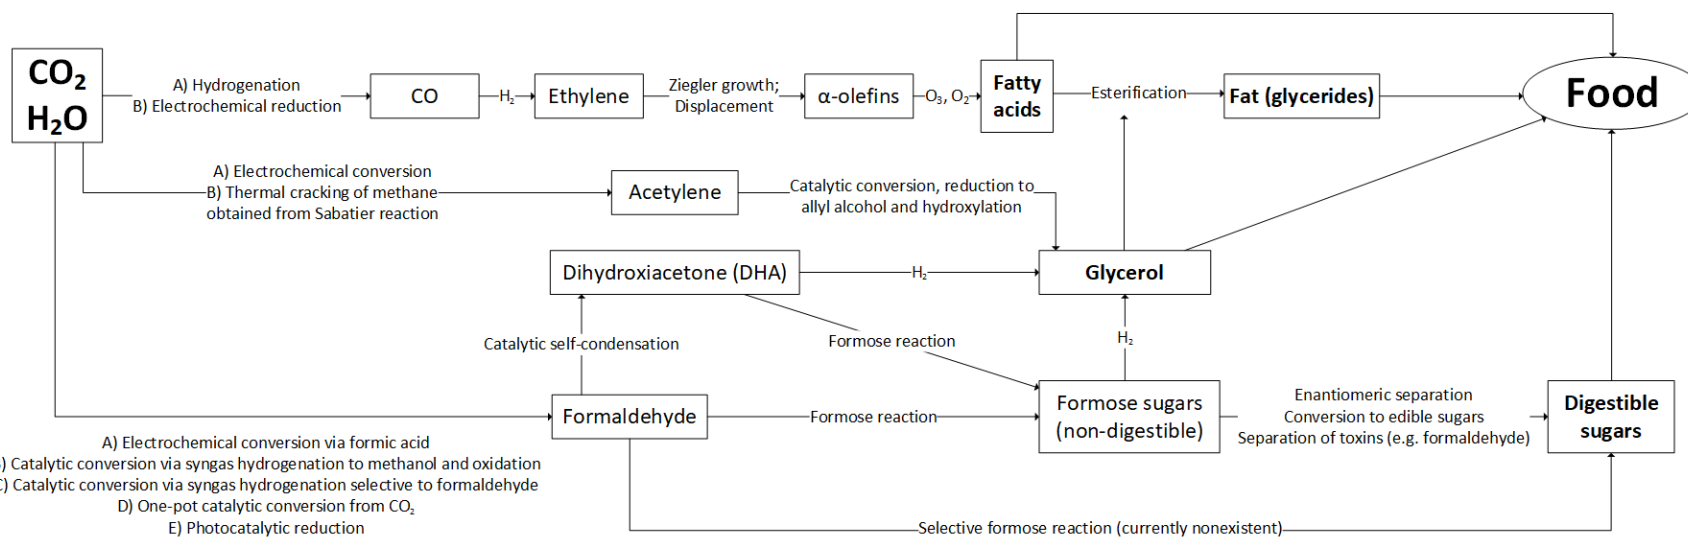 CO₂
H₂O
A) Hydrogenation
B) Electrochemical reduction
CO
H₂
Ethylene
Ziegler growth;
Displacement
α-olefins
O₃, O₂
Fatty
acids
Esterification
Fat (glycerides)
Food
A) Electrochemical conversion
B) Thermal cracking of methane
obtained from Sabatier reaction
Acetylene
Catalytic conversion, reduction to
allyl alcohol and hydroxylation
Dihydroxiacetone (DHA)
H₂
Glycerol
Catalytic self-condensation
Formose reaction
H₂
Formaldehyde
Formose reaction
Formose sugars
(non-digestible)
Enantiomeric separation
Conversion to edible sugars
Separation of toxins (e.g. formaldehyde)
Digestible
sugars
A) Electrochemical conversion via formic acid
) Catalytic conversion via syngas hydrogenation to methanol and oxidation
C) Catalytic conversion via syngas hydrogenation selective to formaldehyde
D) One-pot catalytic conversion from CO₂
E) Photocatalytic reduction
Selective formose reaction (currently nonexistent)